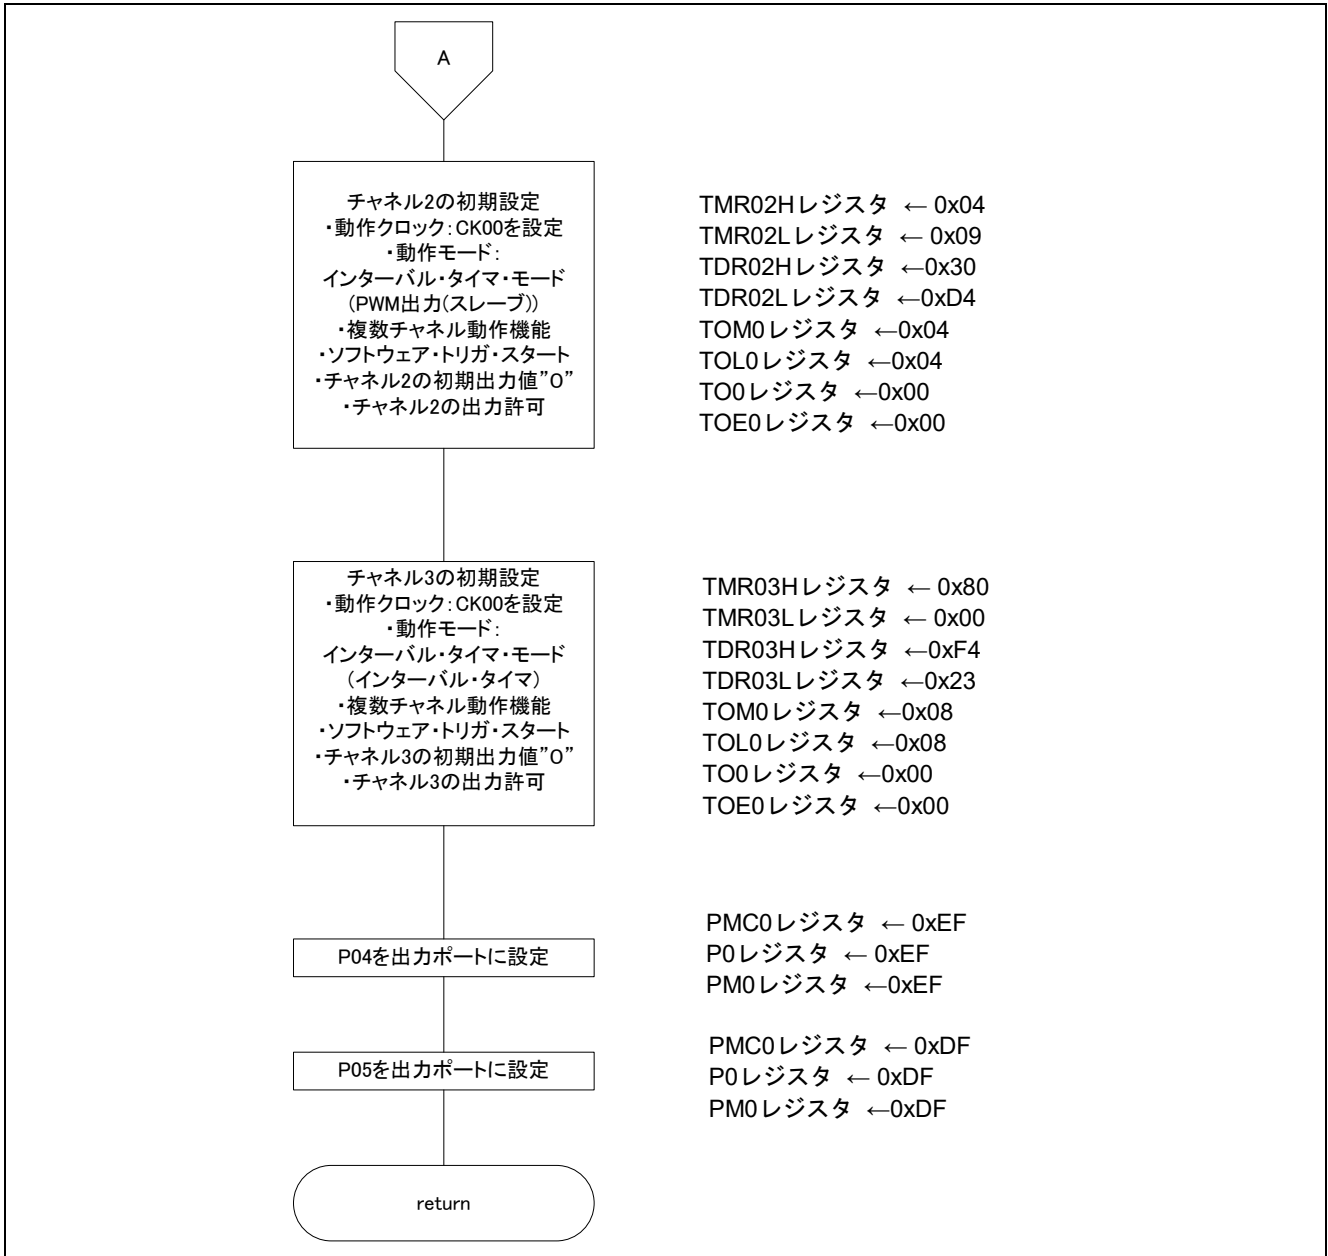 A
チャネル2の初期設定
・動作クロック：CK00を設定
・動作モード：
インターバル・タイマ・モード
(PWM出力(スレーブ))
・複数チャネル動作機能
・ソフトウェア・トリガ・スタート
・チャネル2の初期出力値”0”
・チャネル2の出力許可
TMR02Hレジスタ ← 0x04
TMR02Lレジスタ ← 0x09
TDR02Hレジスタ ←0x30
TDR02Lレジスタ ←0xD4
TOM0レジスタ ←0x04
TOL0レジスタ ←0x04
TO0レジスタ ←0x00
TOE0レジスタ ←0x00
チャネル3の初期設定
・動作クロック：CK00を設定
・動作モード：
インターバル・タイマ・モード
（インターバル・タイマ）
・複数チャネル動作機能
・ソフトウェア・トリガ・スタート
・チャネル3の初期出力値”0”
・チャネル3の出力許可
TMR03Hレジスタ ← 0x80
TMR03Lレジスタ ← 0x00
TDR03Hレジスタ ←0xF4
TDR03Lレジスタ ←0x23
TOM0レジスタ ←0x08
TOL0レジスタ ←0x08
TO0レジスタ ←0x00
TOE0レジスタ ←0x00
P04を出力ポートに設定
PMC0レジスタ ← 0xEF
P0レジスタ ← 0xEF
PM0レジスタ ←0xEF
P05を出力ポートに設定
PMC0レジスタ ← 0xDF
P0レジスタ ← 0xDF
PM0レジスタ ←0xDF
return